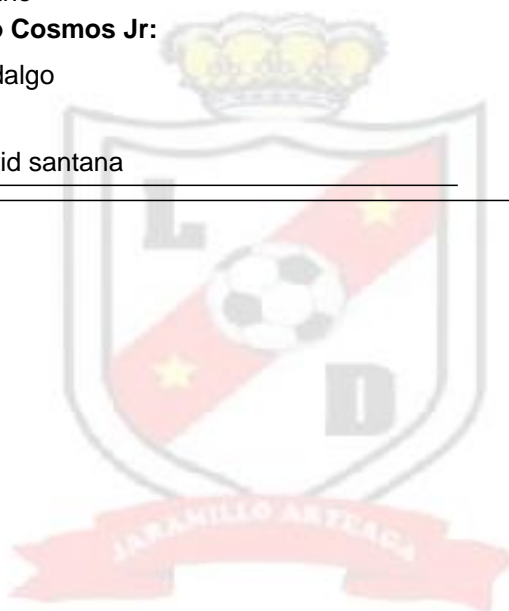 o Cosmos Jr:
dalgo
id santana
L
D
JARAMILLO ARTEAGA